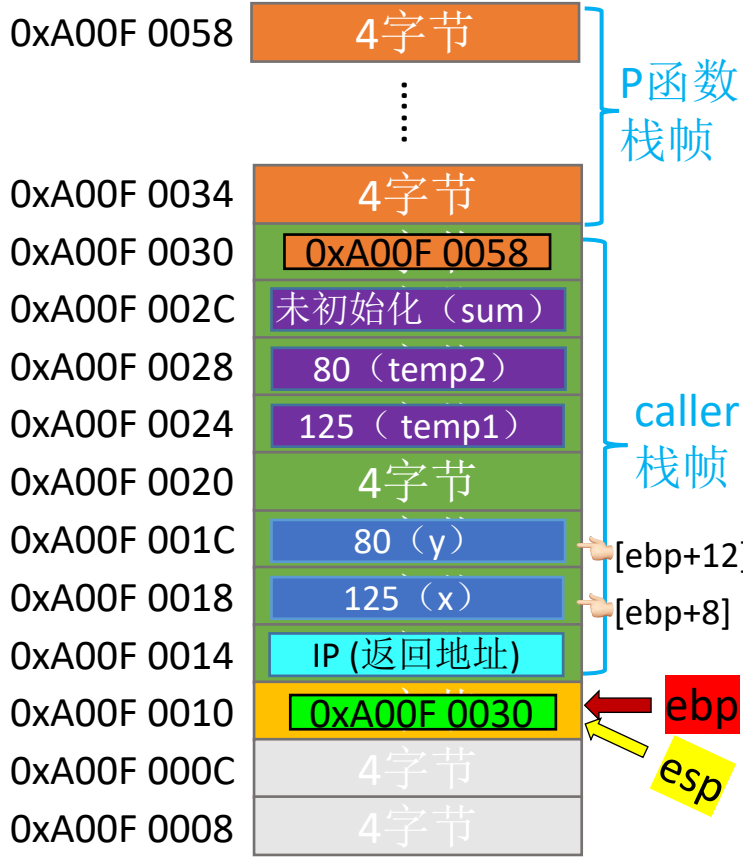 0xA00F 0058 4字节
P函数
栈帧
……
0xA00F 0034 4字节
0xA00F 0030 0xA00F 0058
0xA00F 002C 未初始化（sum）
0xA00F 0028 80（temp2）
0xA00F 0024 125（ temp1）
caller
栈帧
0xA00F 0020 4字节
0xA00F 001C 80（y） [ebp+12]
0xA00F 0018 125（x） [ebp+8]
0xA00F 0014 IP (返回地址)
0xA00F 0010 0xA00F 0030 ebp
esp
0xA00F 000C 4字节
0xA00F 0008 4字节